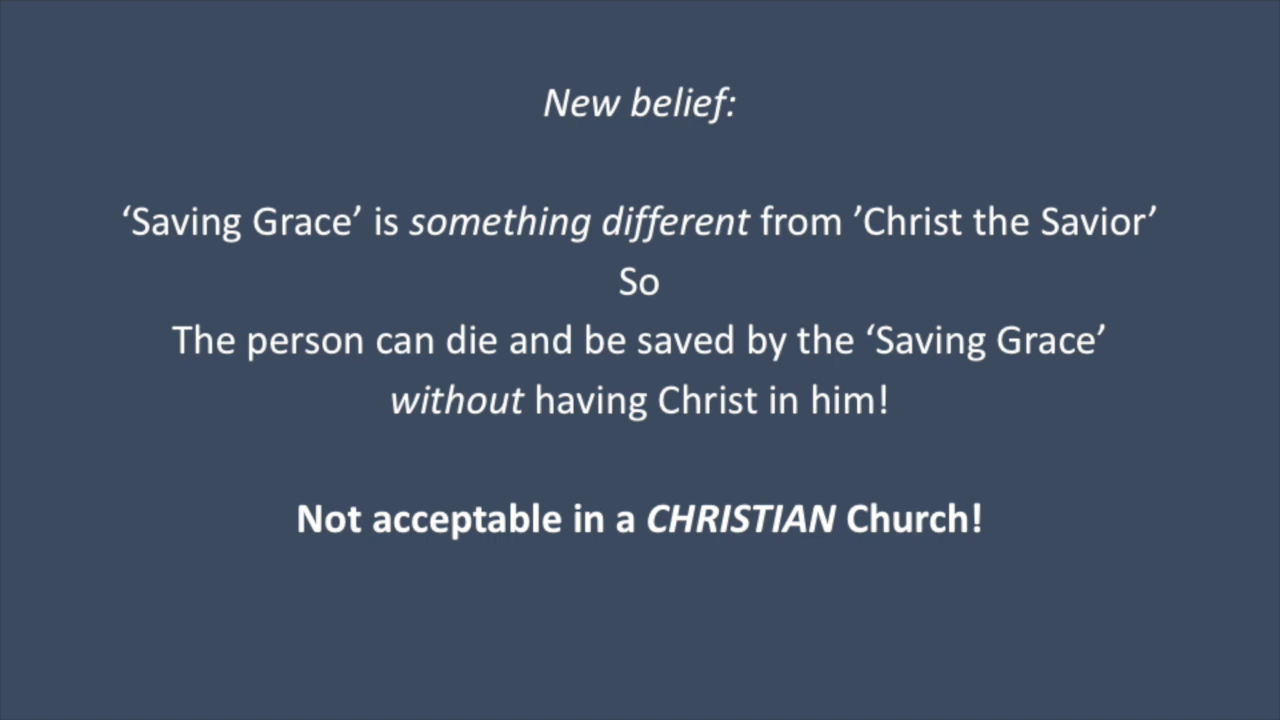 New belief:
‘Saving Grace’ is something different from ’Christ the Savior’
So
The person can die and be saved by the ‘Saving Grace’
without having Christ in him!
Not acceptable in a CHRISTIAN Church!